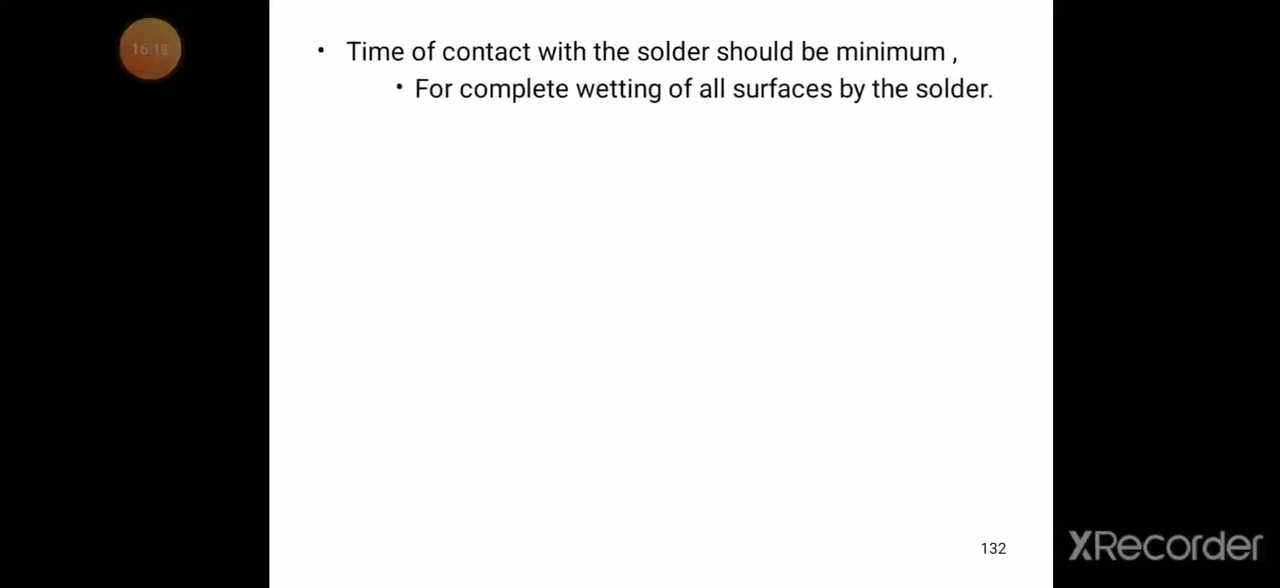 16:18
• Time of contact with the solder should be minimum ,
• For complete wetting of all surfaces by the solder.
132
XRecorder